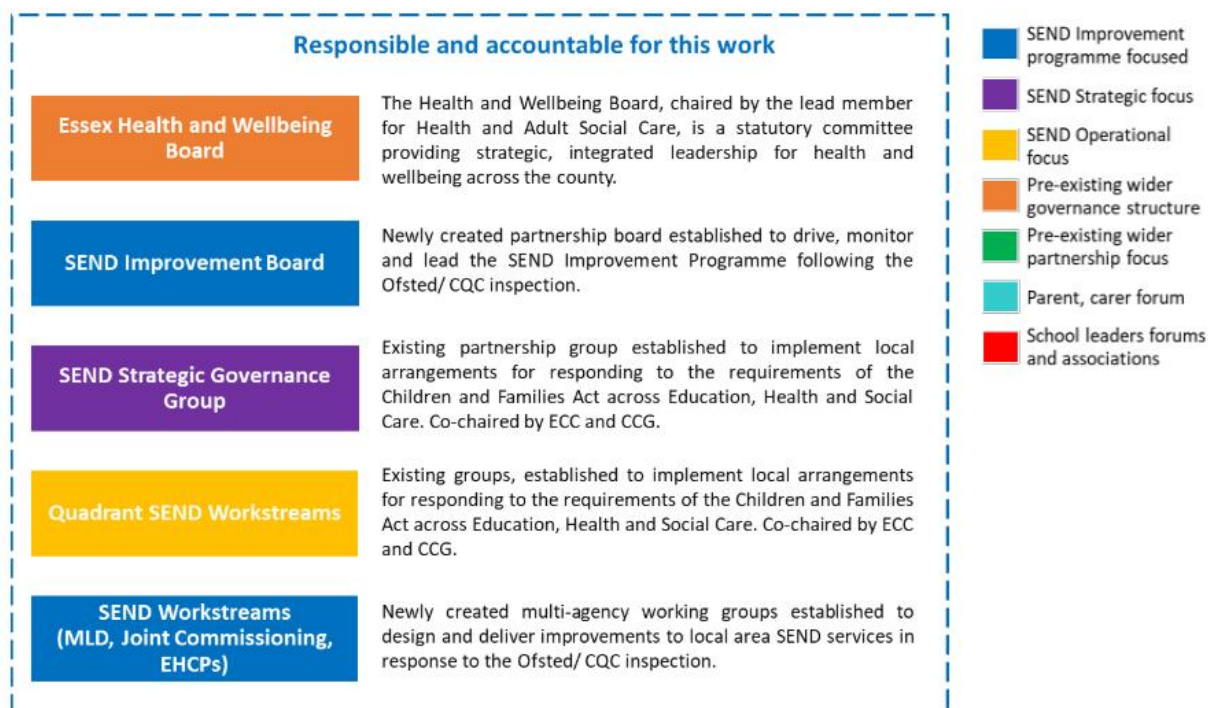 Responsible and accountable for this work
Essex Health and Wellbeing
Board
The Health and Wellbeing Board, chaired by the lead member
for Health and Adult Social Care, is a statutory committee
providing strategic, integrated leadership for health and
wellbeing across the county.
SEND Improvement Board
Newly created partnership board established to drive, monitor
and lead the SEND Improvement Programme following the
Ofsted/ CQC inspection.
SEND Strategic Governance
Group
Existing partnership group established to implement local
arrangements for responding to the requirements of the
Children and Families Act across Education, Health and Social
Care. Co-chaired by ECC and CCG.
Quadrant SEND Workstreams
Existing groups, established to implement local arrangements
for responding to the requirements of the Children and Families
Act across Education, Health and Social Care. Co-chaired by ECC
and CCG.
SEND Workstreams
(MLD, Joint Commissioning,
EHCPs)
Newly created multi-agency working groups established to
design and deliver improvements to local area SEND services in
response to the Ofsted/ CQC inspection.
SEND Improvement
programme focused
SEND Strategic focus
SEND Operational
focus
Pre-existing wider
governance structure
Pre-existing wider
partnership focus
Parent, carer forum
School leaders forums
and associations